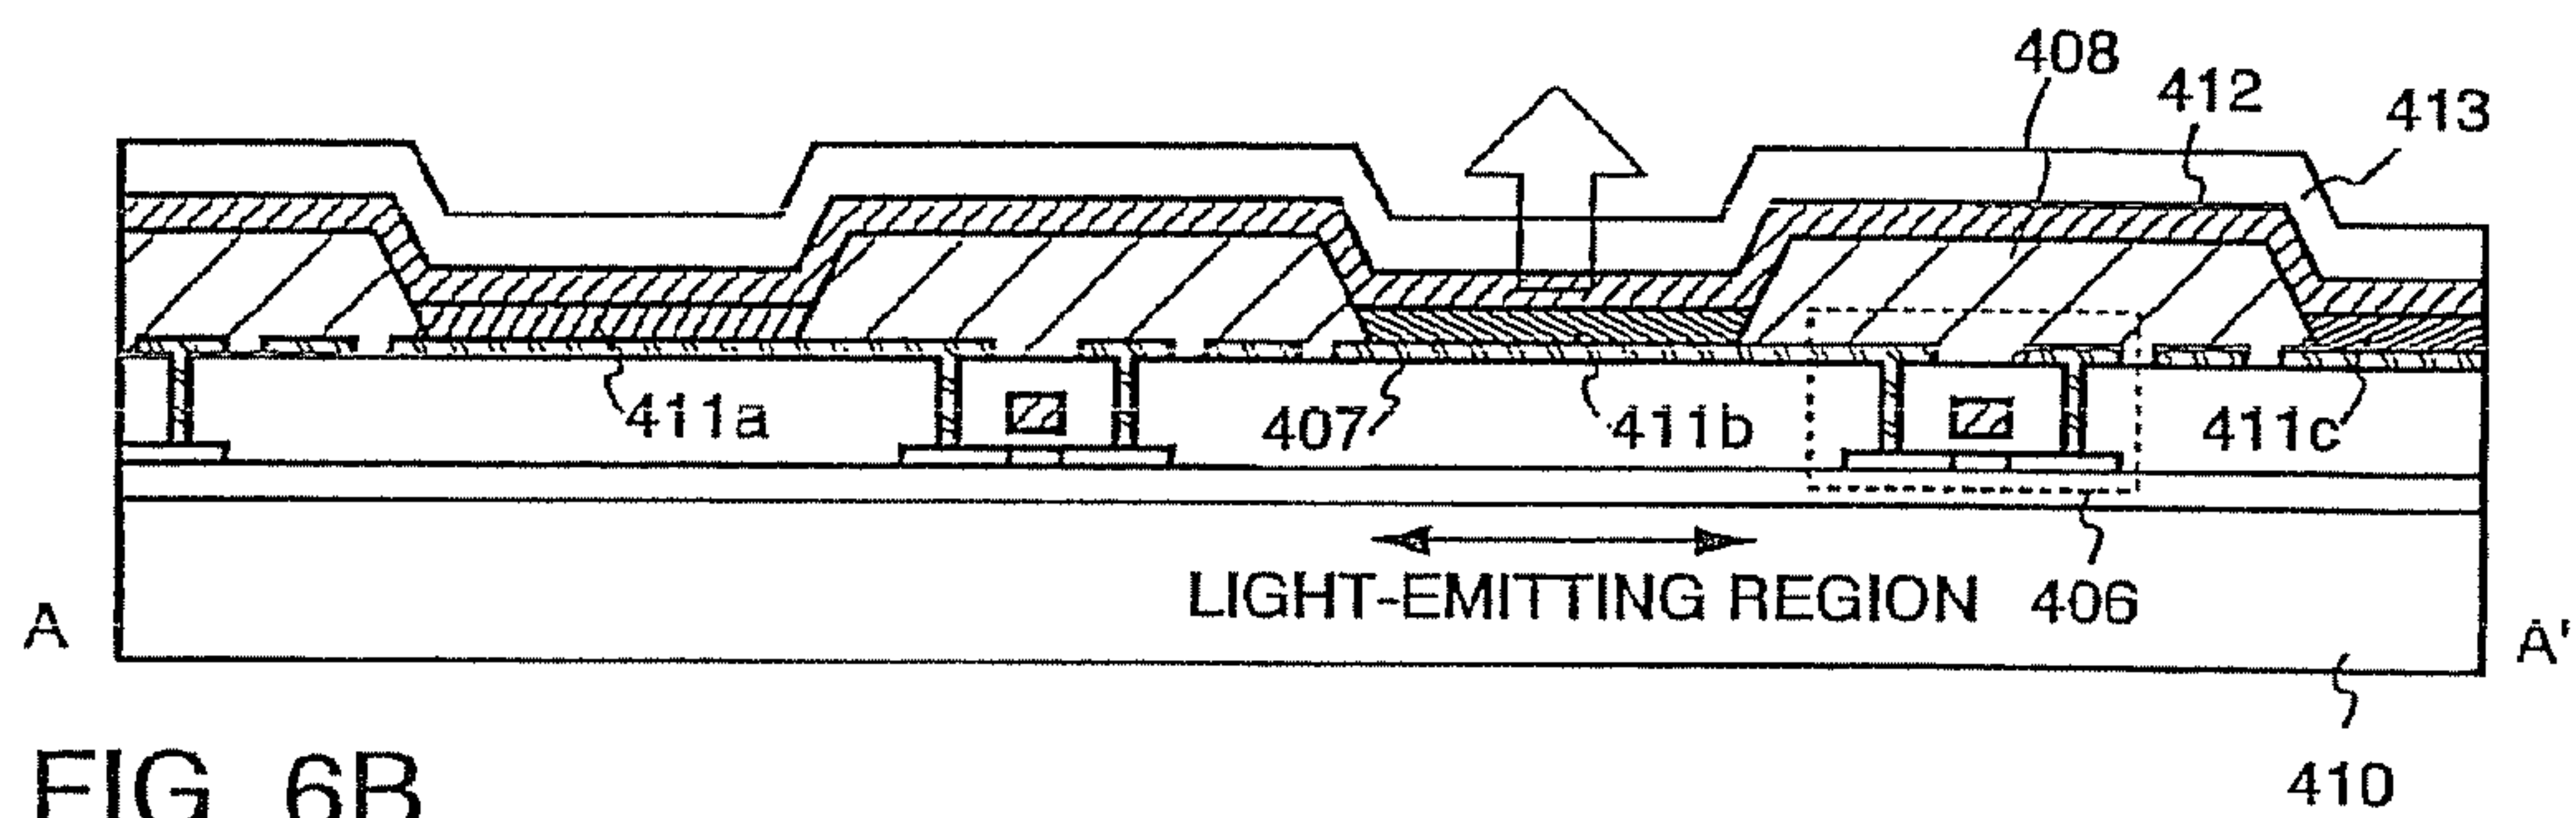 408
412
413
411a
407
411b
411c
LIGHT-EMITTING REGION
406
A
A'
410
FIG. 6B